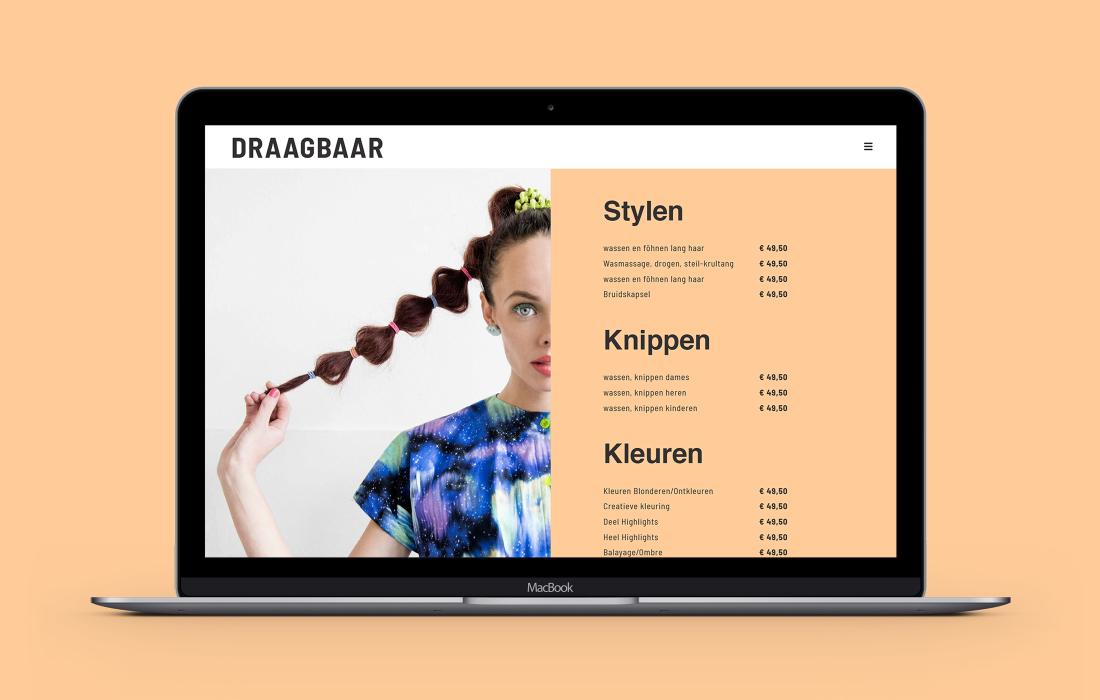 DRAAGBAAR
Stylen
wassen en föhnen lang haar € 49,50
Wasmassage, drogen, steil-krultang € 49,50
wassen en föhnen lang haar € 49,50
Bruidskapsel € 49,50
Knippen
wassen, knippen dames € 49,50
wassen, knippen heren € 49,50
wassen, knippen kinderen € 49,50
Kleuren
Kleuren Blonderen/Ontkleuren € 49,50
Creatieve kleuring € 49,50
Deel Highlights € 49,50
Heel Highlights € 49,50
Balayage/Ombre € 49,50
MacBook